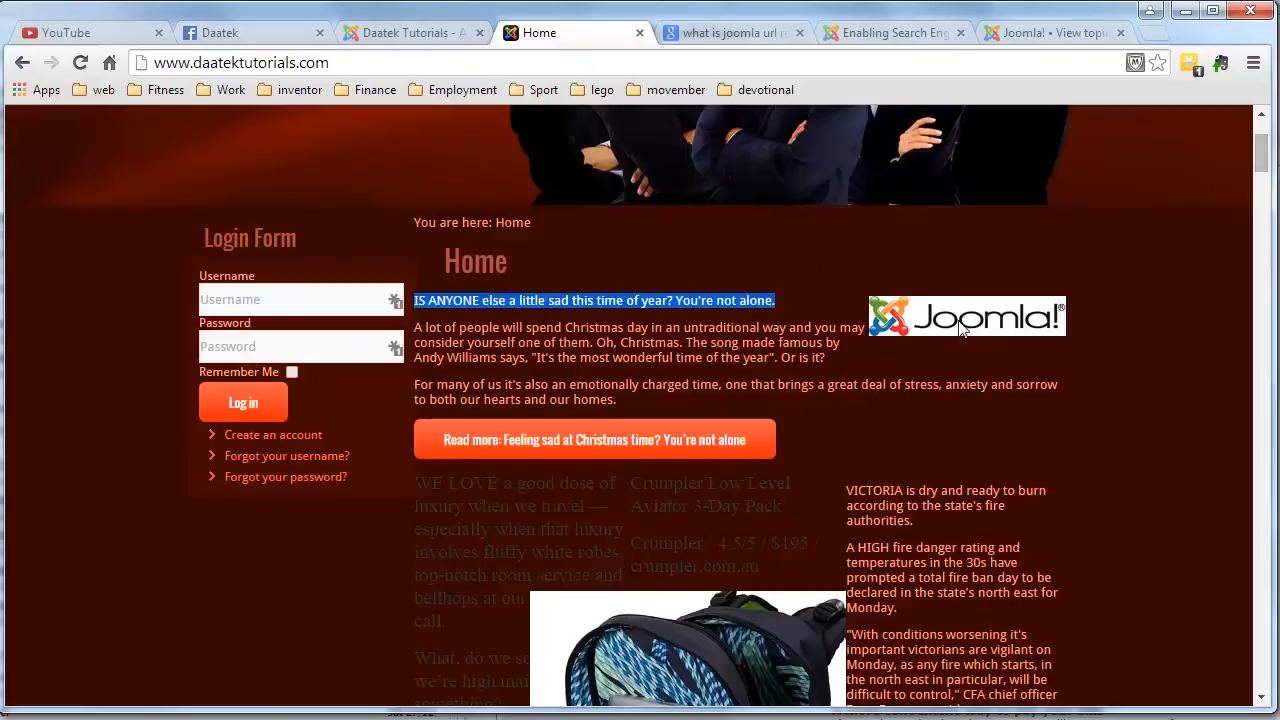 YouTube
Daatek
Daatek Tutorials - A
Home
what is joomla url re
Enabling Search Eng
Joomla! • View topi
www.daatektutorials.com
1
Apps
web
Fitness
Work
inventor
Finance
Employment
Sport
lego
movember
devotional
You are here: Home
Login Form
Home
Username
Username
Password
Password
Remember Me
Log in
Create an account
Forgot your username?
Forgot your password?
IS ANYONE else a little sad this time of year? You're not alone.
Joomla!®
A lot of people will spend Christmas day in an untraditional way and you may
consider yourself one of them. Oh, Christmas. The song made famous by
Andy Williams says, "It's the most wonderful time of the year". Or is it?
For many of us it's also an emotionally charged time, one that brings a great deal of stress, anxiety and sorrow
to both our hearts and our homes.
Read more: Feeling sad at Christmas time? You're not alone
WE LOVE a good dose of
luxury when we travel —
especially when that luxury
involves fluffy white robes,
top-notch room service and
bellhops at our
call.
What, do we so
we're high mai
something?
Crumpler Low Level
Aviator 3-Day Pack
Crumpler / 4.5/5 / $195 /
crumpler.com.au
VICTORIA is dry and ready to burn
according to the state's fire
authorities.
A HIGH fire danger rating and
temperatures in the 30s have
prompted a total fire ban day to be
declared in the state's north east for
Monday.
"With conditions worsening it's
important victorians are vigilant on
Monday, as any fire which starts, in
the north east in particular, will be
difficult to control," CFA chief officer